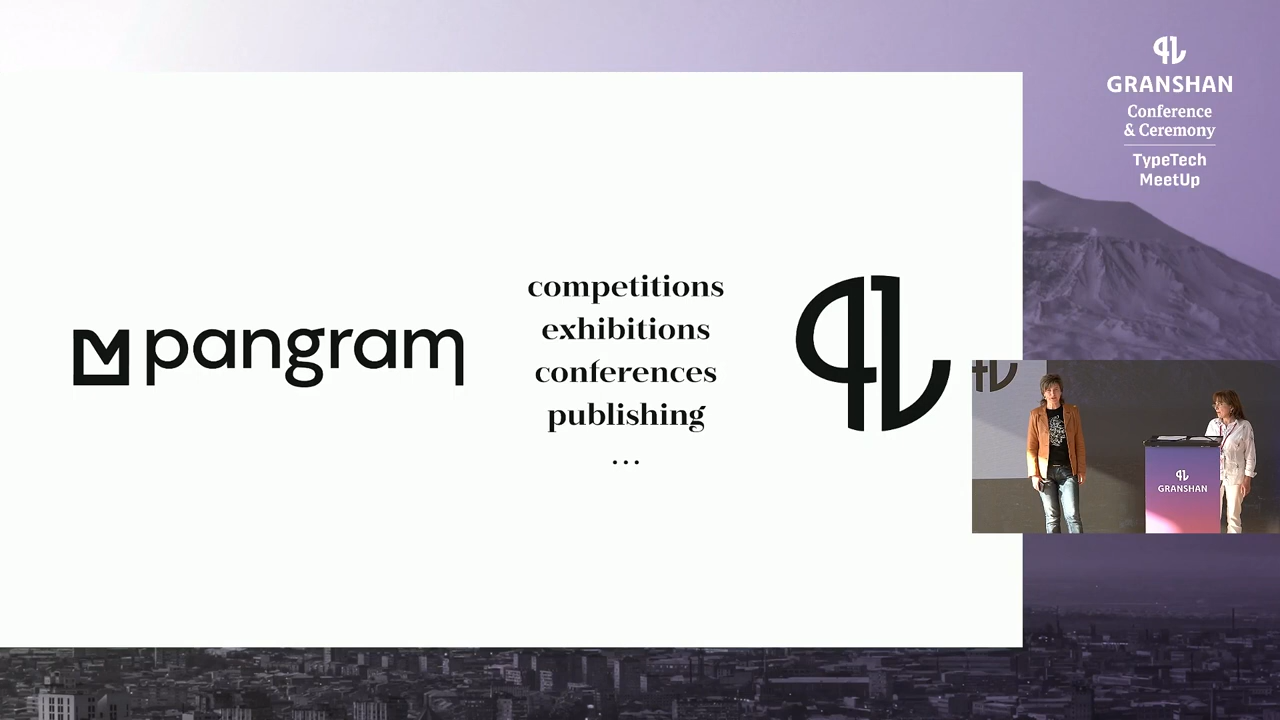 GRANSHAN
Conference
& Ceremony
TypeTech
MeetUp
pangram
competitions
exhibitions
conferences
publishing
...
GRANSHAN